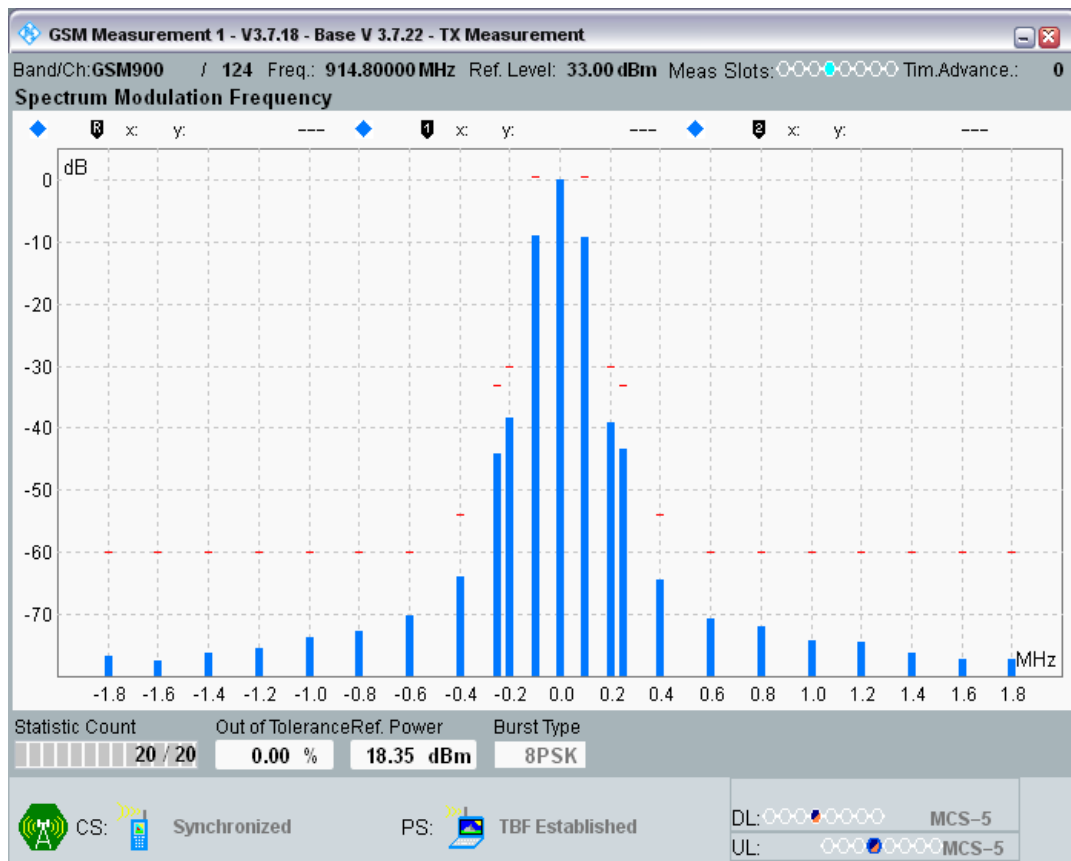 GSM Measurement 1 - V3.7.18 - Base V 3.7.22 - TX Measurement
Band/Ch:GSM900 / 124 Freq.: 914.80000 MHz Ref. Level: 33.00 dBm Meas Slots: Tim.Advance.: 0
Spectrum Modulation Frequency
R x: y: --- 1 x: y: --- 2 x: y: ---
dB
0
-10
-20
-30
-40
-50
-60
-70
MHz
-1.8 -1.6 -1.4 -1.2 -1.0 -0.8 -0.6 -0.4 -0.2 0.0 0.2 0.4 0.6 0.8 1.0 1.2 1.4 1.6 1.8
Statistic Count Out of Tolerance Ref. Power Burst Type
20 / 20 0.00 % 18.35 dBm 8PSK
CS: Synchronized PS: TBF Established DL: MCS-5
UL: MCS-5